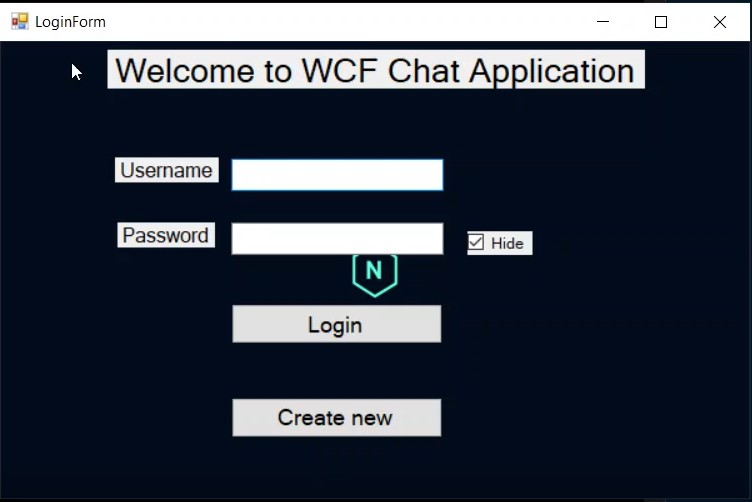 LoginForm
Welcome to WCF Chat Application
Username
Password
Hide
N
Login
Create new